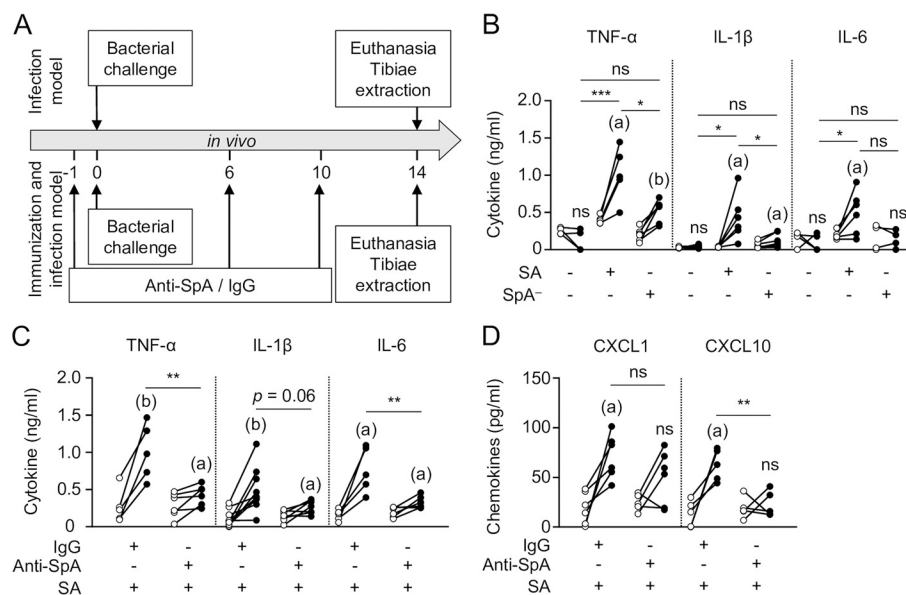 A
Infection model
Bacterial
challenge
Euthanasia
Tibiae
extraction
in vivo
-1 0 6 10 14
Immunization and
infection model
Bacterial
challenge
Anti-SpA / IgG
Euthanasia
Tibiae
extraction
B
TNF-α IL-1β IL-6
ns ns ns
*** * * * * ns
2.0
1.5
1.0
0.5
0
Cytokine (ng/ml)
ns (a) (b) ns (a) (a) ns (a) ns
SA - + - - + - - + -
SpA⁻ - - + - - + - - +
C
TNF-α IL-1β IL-6
** p = 0.06 **
2.0
1.5
1.0
0.5
0
Cytokine (ng/ml)
(b) (a) (b) (a) (a) (a)
IgG + - + - + -
Anti-SpA - + - + - +
SA + + + + + +
D
CXCL1 CXCL10
ns **
150
100
50
0
Chemokines (pg/ml)
(a) ns (a) ns
IgG + - + -
Anti-SpA - + - +
SA + + + +